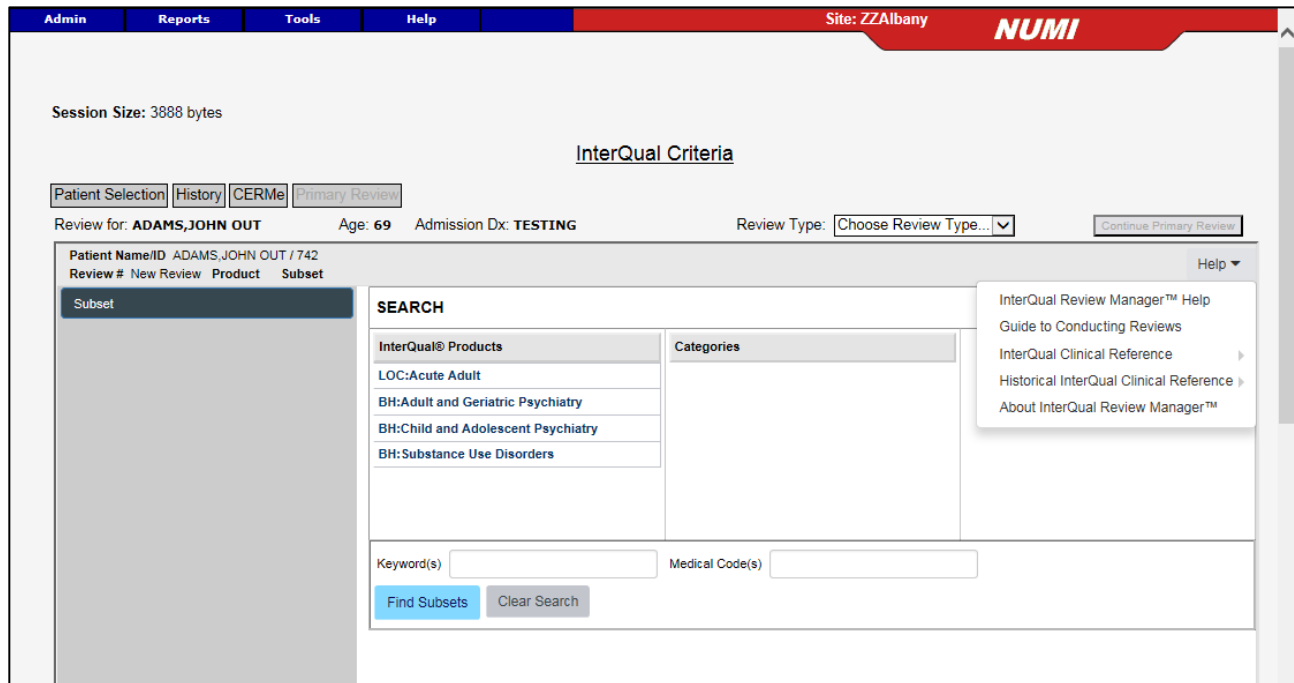 Admin Reports Tools Help Site: ZZAlbany NUMI
Session Size: 3888 bytes
InterQual Criteria
Patient Selection History CERMe Primary Review
Review for: ADAMS,JOHN OUT Age: 69 Admission Dx: TESTING Review Type: Choose Review Type... Continue Primary Review
Patient Name/ID ADAMS,JOHN OUT / 742
Review # New Review Product Subset
Help
Subset
SEARCH
InterQual® Products Categories
LOC:Acute Adult
BH:Adult and Geriatric Psychiatry
BH:Child and Adolescent Psychiatry
BH:Substance Use Disorders
InterQual Review Manager™ Help
Guide to Conducting Reviews
InterQual Clinical Reference
Historical InterQual Clinical Reference
About InterQual Review Manager™
Keyword(s) Medical Code(s)
Find Subsets Clear Search